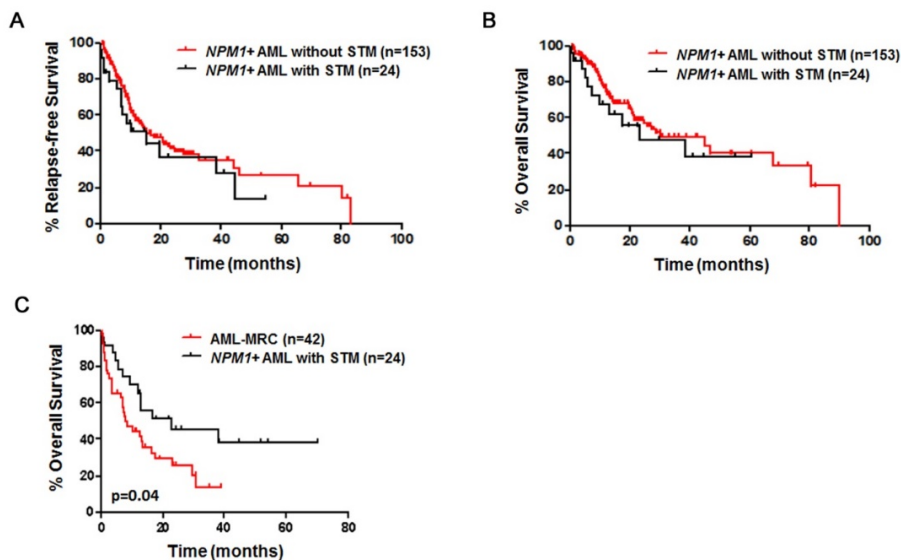 A
% Relapse-free Survival
100
80
60
40
20
0
NPM1+ AML without STM (n=153)
NPM1+ AML with STM (n=24)
0 20 40 60 80 100
Time (months)
B
% Overall Survival
100
80
60
40
20
0
NPM1+ AML without STM (n=153)
NPM1+ AML with STM (n=24)
0 20 40 60 80 100
Time (months)
C
% Overall Survival
100
80
60
40
20
0
AML-MRC (n=42)
NPM1+ AML with STM (n=24)
p=0.04
0 20 40 60 80
Time (months)